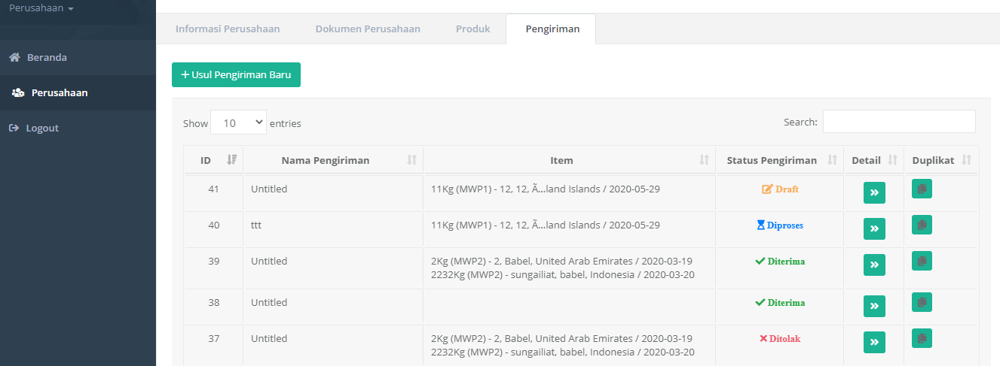 Perusahaan
Beranda
Perusahaan
Logout
Informasi Perusahaan Dokumen Perusahaan Produk Pengiriman
+ Usul Pengiriman Baru
Show 10 entries Search:
ID Nama Pengiriman Item Status Pengiriman Detail Duplikat
41 Untitled 11Kg (MWP1) - 12, 12, Ã…land Islands / 2020-05-29 Draft
40 ttt 11Kg (MWP1) - 12, 12, Ã…land Islands / 2020-05-29 Diproses
39 Untitled 2Kg (MWP2) - 2, Babel, United Arab Emirates / 2020-03-19 Diterima
2232Kg (MWP2) - sungailiat, babel, Indonesia / 2020-03-20
38 Untitled Diterima
37 Untitled 2Kg (MWP2) - 2, Babel, United Arab Emirates / 2020-03-19 Ditolak
2232Kg (MWP2) - sungailiat, babel, Indonesia / 2020-03-20